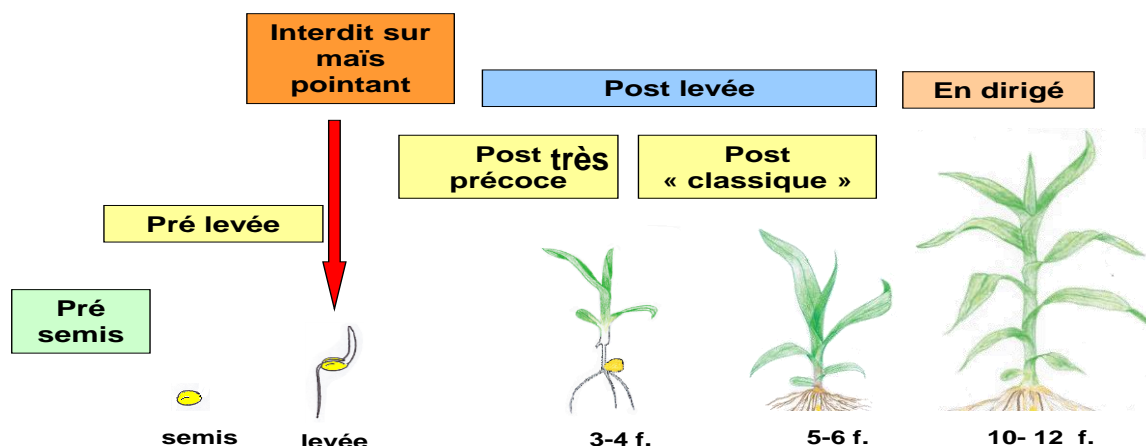 Interdit sur
maïs
pointant
Post levée
En dirigé
Post très
précoce
Post
« classique »
Pré levée
Pré
semis
semis
levée
3-4 f.
5-6 f.
10- 12 f.